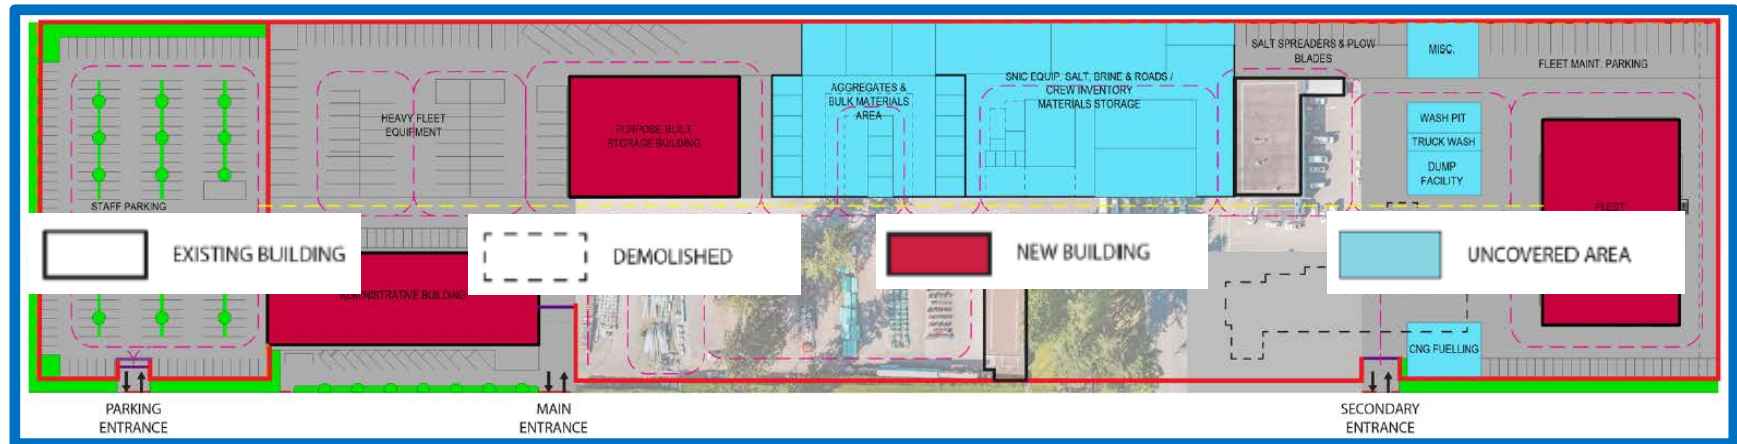 SALT SPREADERS & PLOW
BLADES
MISC.
FLEET MAINT. PARKING
SNIC EQUIP, SALT, BRINE & ROADS /
CREW INVENTORY
MATERIALS STORAGE
AGGREGATES &
BULK MATERIALS
AREA
HEAVY FLEET
EQUIPMENT
PURPOSE BUILT
STORAGE BUILDING
WASH PIT
TRUCK WASH
DUMP
FACILITY
STAFF PARKING
FLEET
EXISTING BUILDING
DEMOLISHED
NEW BUILDING
UNCOVERED AREA
ADMINISTRATIVE BUILDING
CNG FUELLING
PARKING
ENTRANCE
MAIN
ENTRANCE
SECONDARY
ENTRANCE